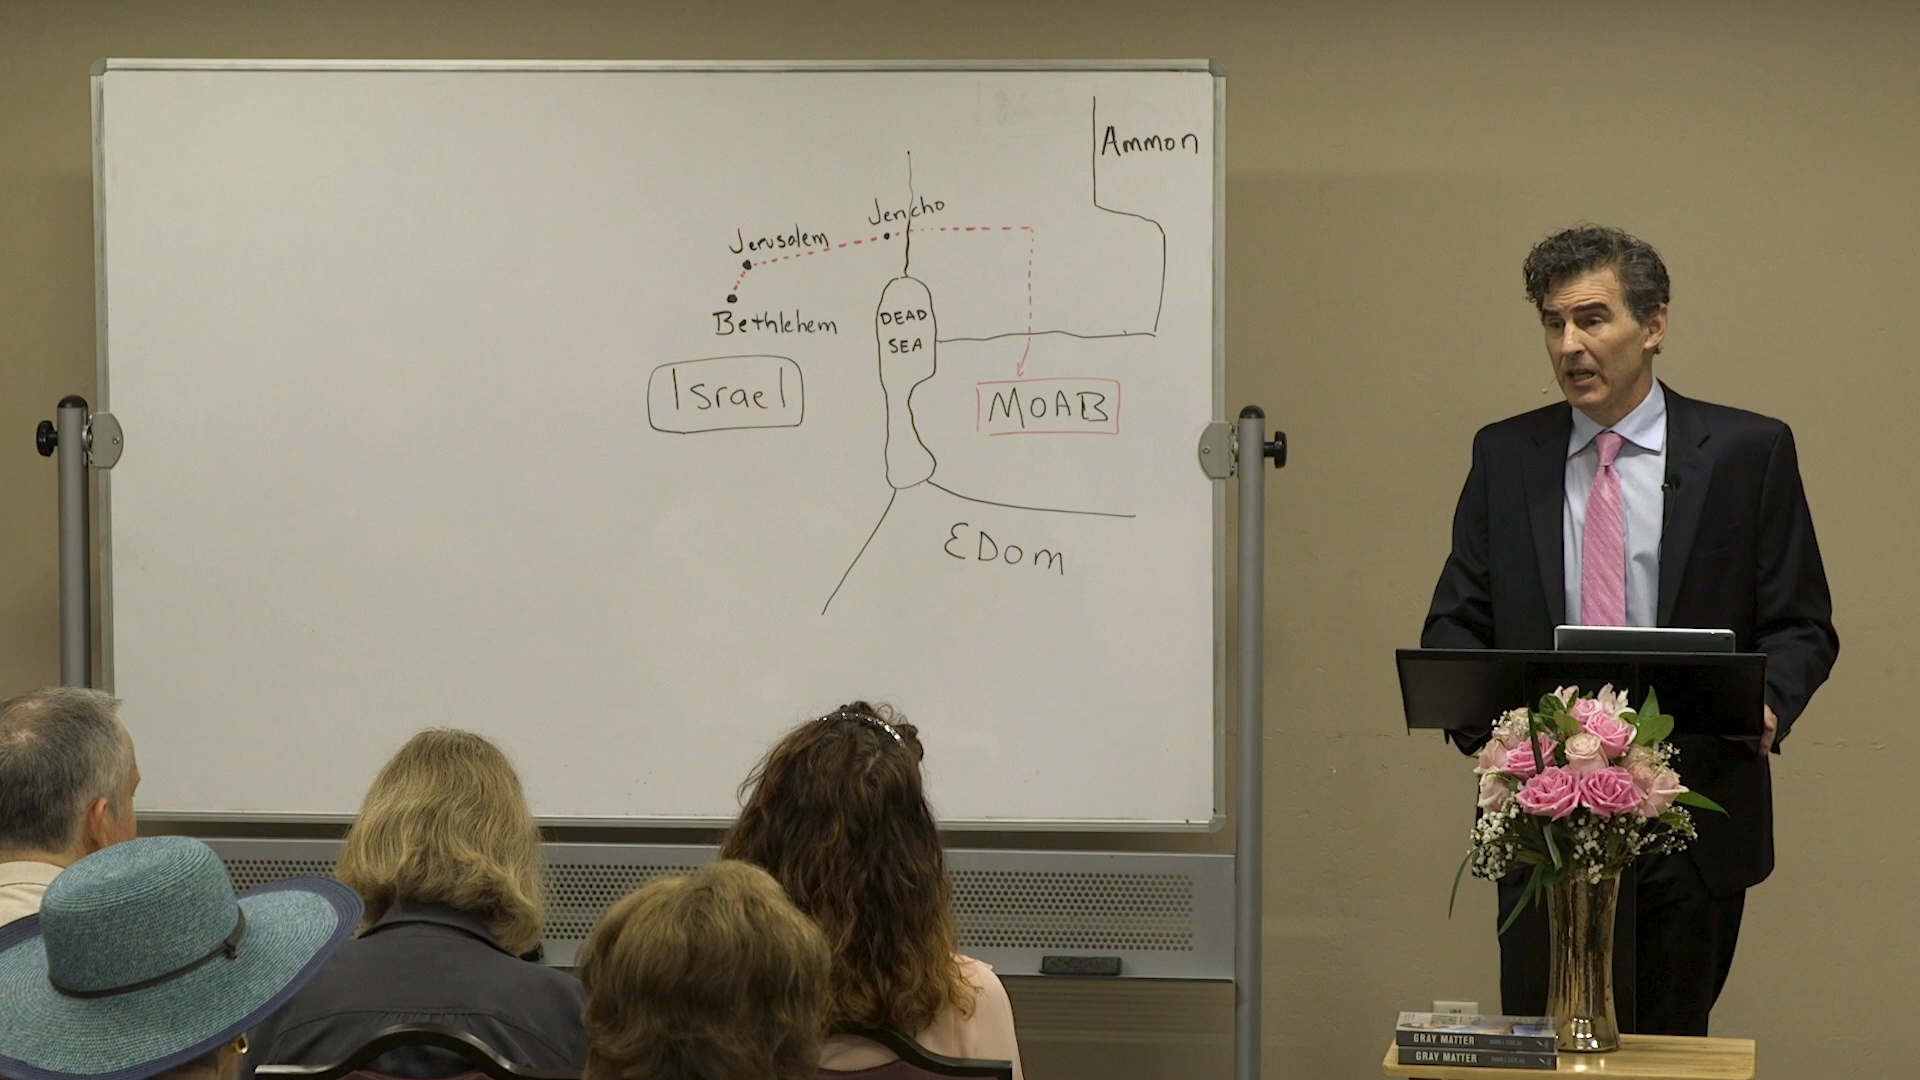 Ammon
Jericho
Jerusalem
Bethlehem
DEAD
SEA
Israel
MOAB
EDom
GRAY MATTER
GRAY MATTER